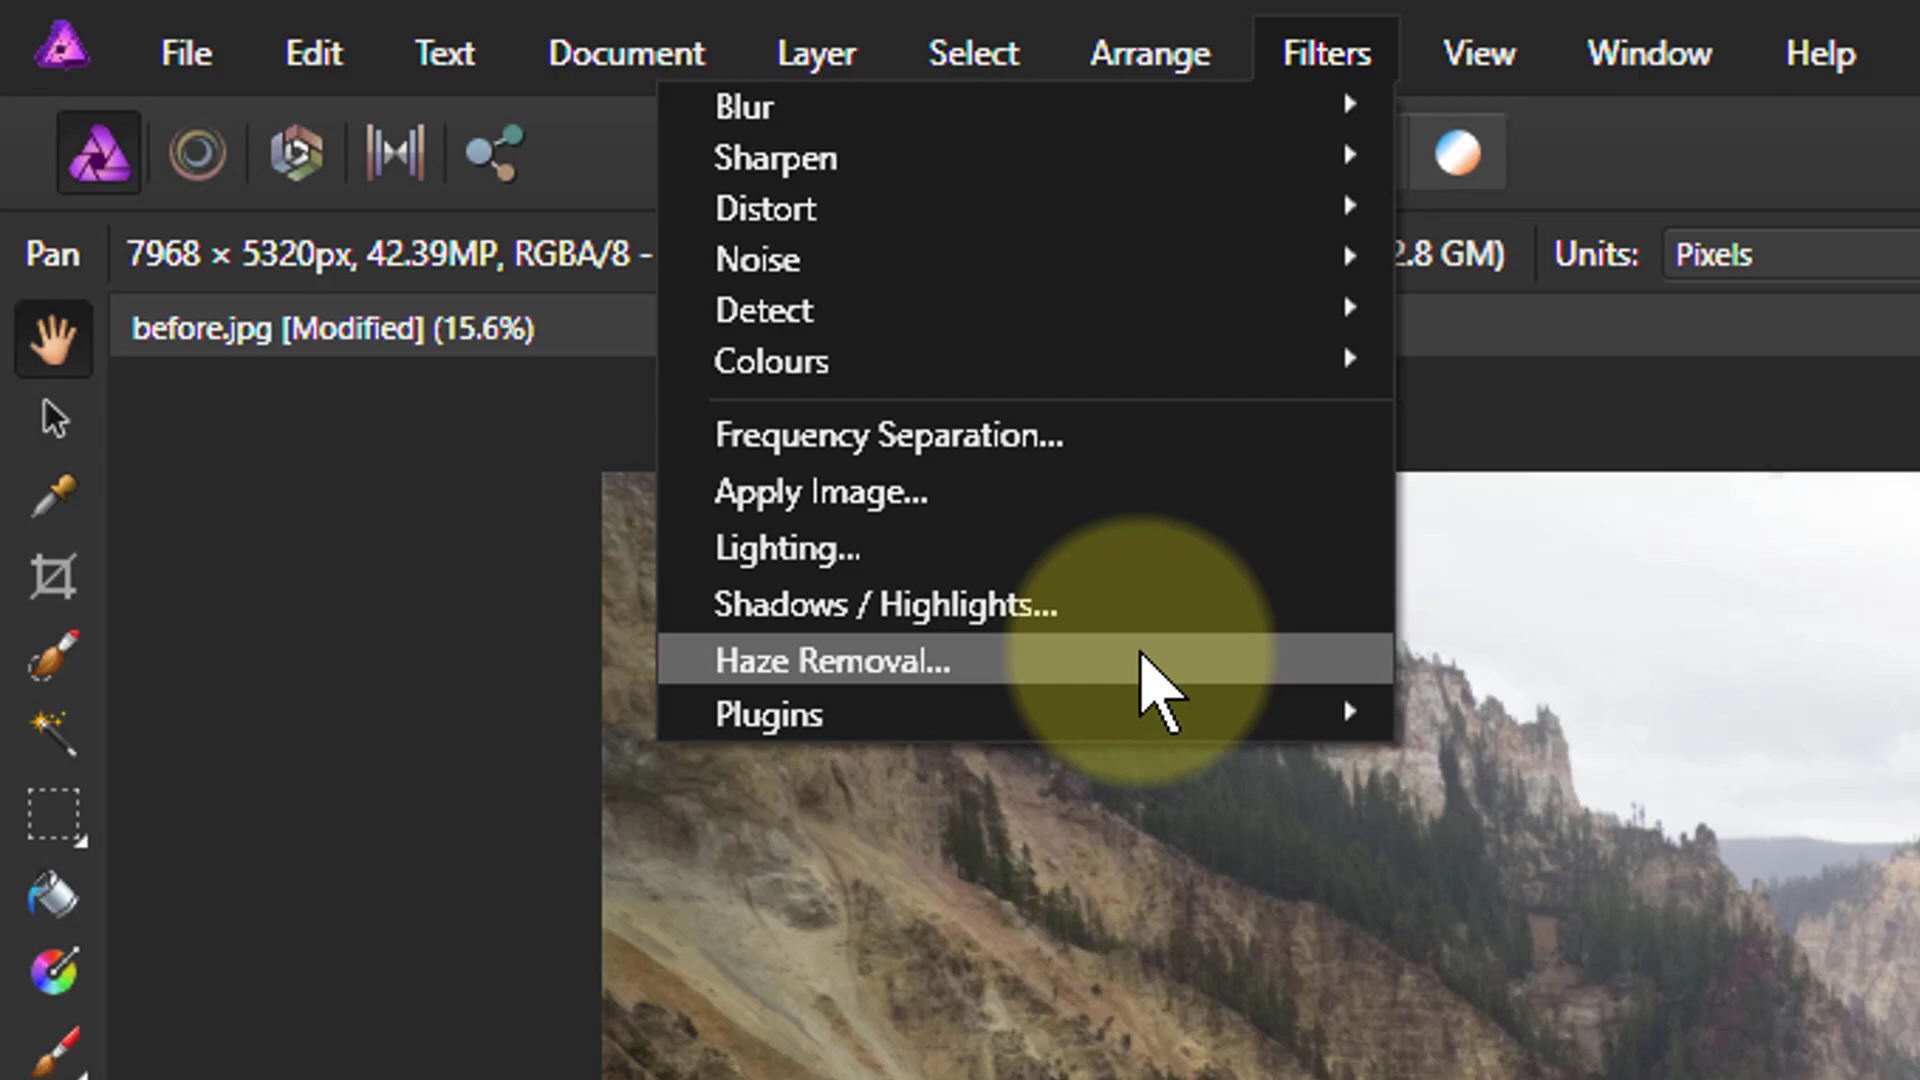 File Edit Text Document Layer Select Arrange Filters View Window Help
Pan 7968 × 5320px, 42.39MP, RGBA/8 - 2.8 GM) Units: Pixels
before.jpg [Modified] (15.6%)
Blur
Sharpen
Distort
Noise
Detect
Colours
Frequency Separation...
Apply Image...
Lighting...
Shadows / Highlights...
Haze Removal...
Plugins